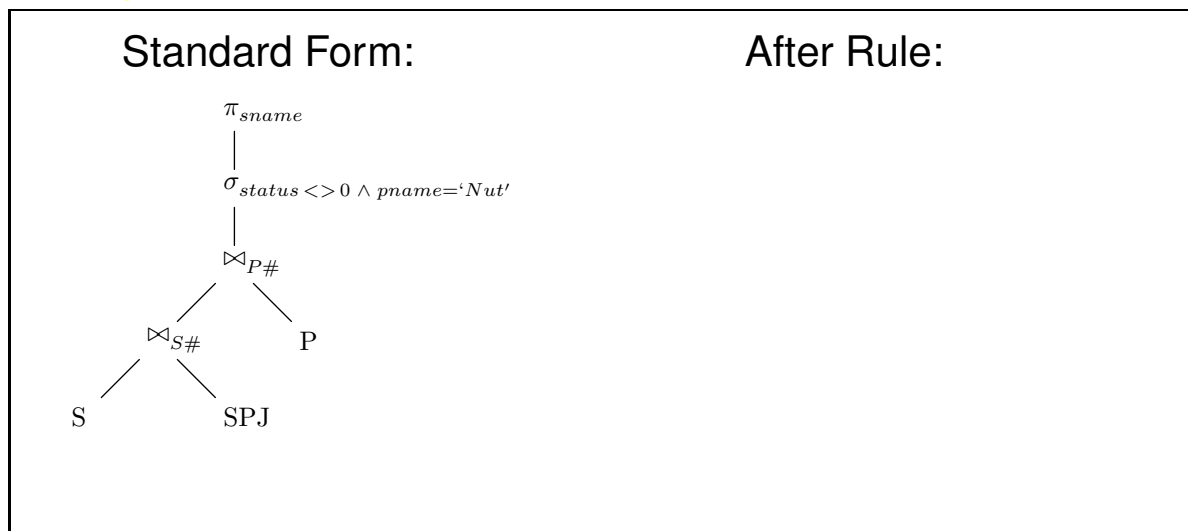 Standard Form: After Rule:
π_sname
σ_status<>0 ∧ pname=‘Nut′
⋈_P#
⋈_S# P
S SPJ